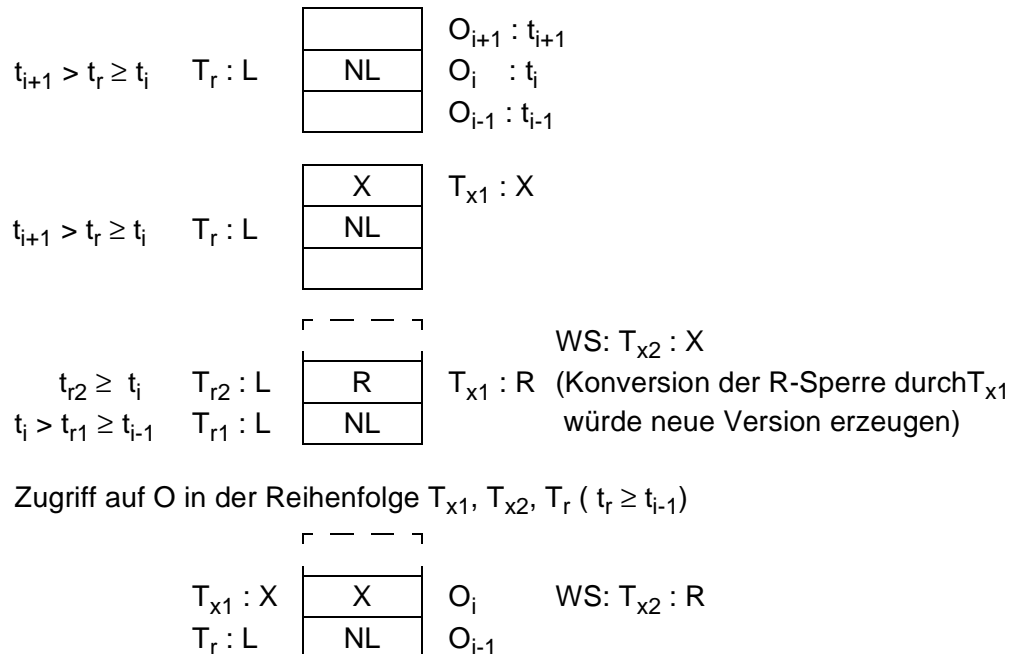 O_{i+1} : t_{i+1}
t_{i+1} > t_r ≥ t_i T_r : L NL O_i : t_i
O_{i-1} : t_{i-1}
X T_{x1} : X
t_{i+1} > t_r ≥ t_i T_r : L NL
WS: T_{x2} : X
t_{r2} ≥ t_i T_{r2} : L R T_{x1} : R (Konversion der R-Sperre durchT_{x1}
t_i > t_{r1} ≥ t_{i-1} T_{r1} : L NL würde neue Version erzeugen)
Zugriff auf O in der Reihenfolge T_{x1}, T_{x2}, T_r ( t_r ≥ t_{i-1})
T_{x1} : X X O_i WS: T_{x2} : R
T_r : L NL O_{i-1}